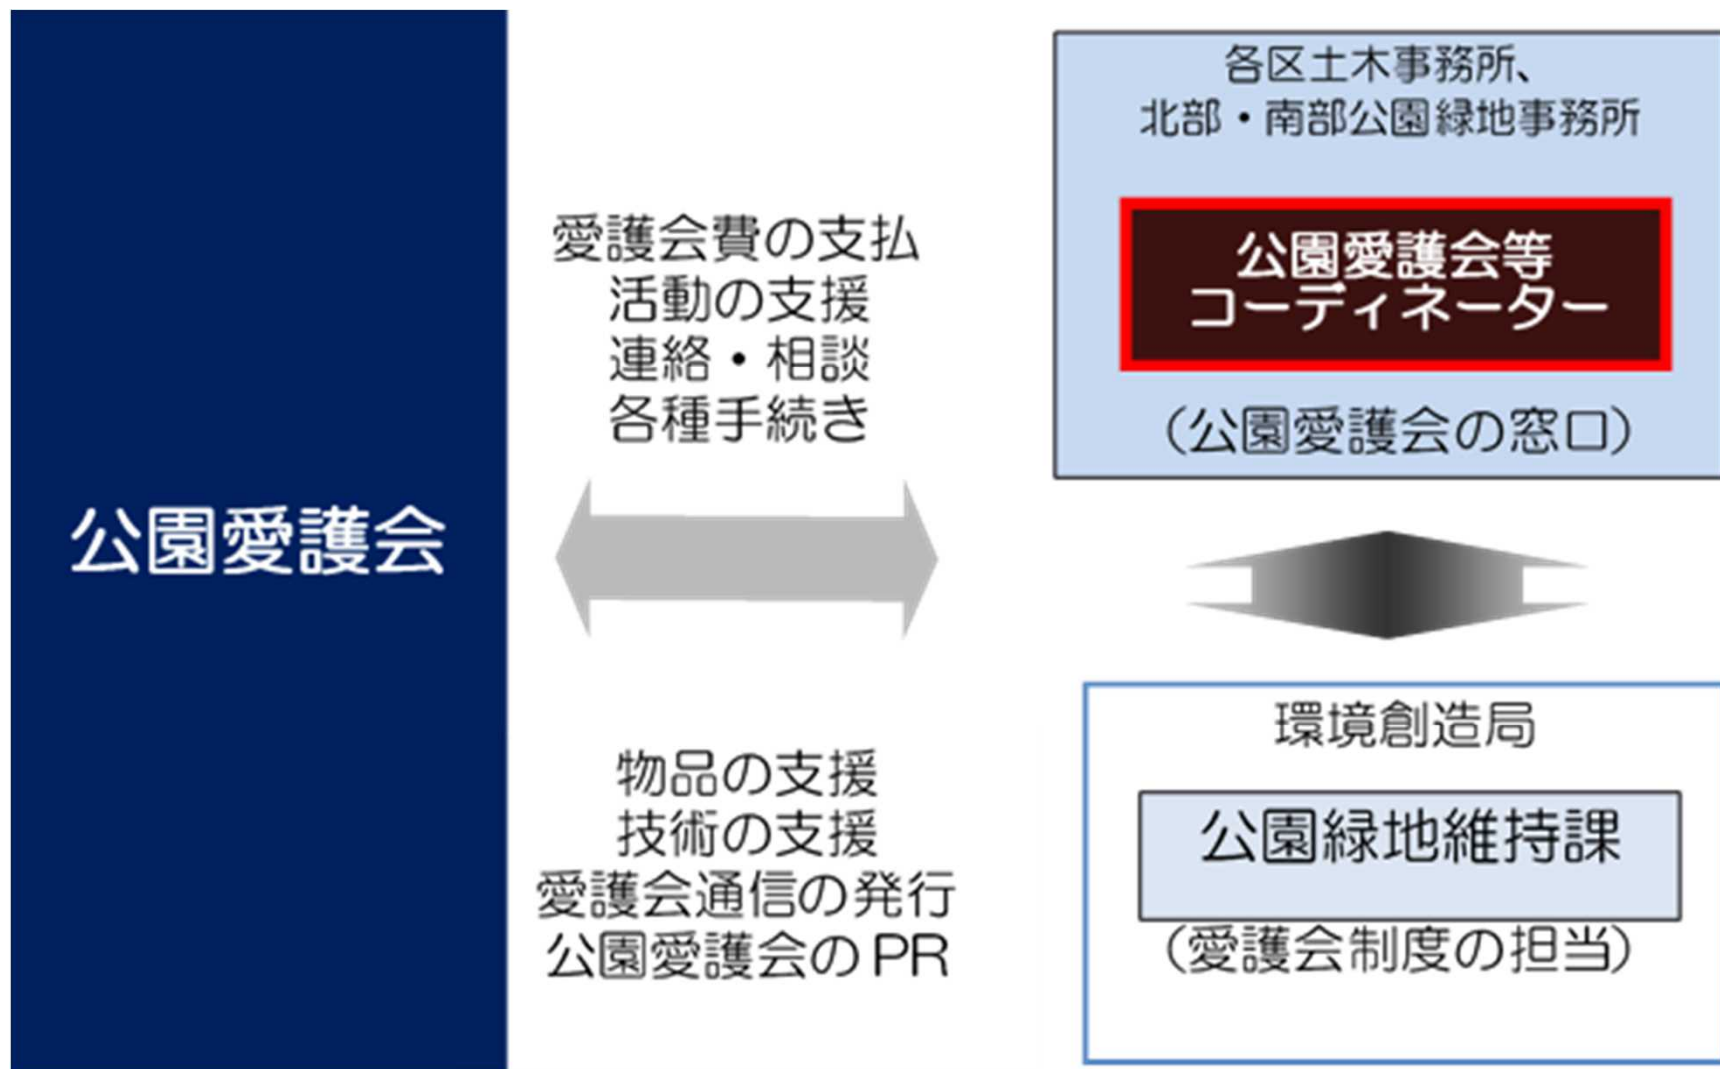 公園愛護会
愛護会費の支払
活動の支援
連絡・相談
各種手続き
物品の支援
技術の支援
愛護会通信の発行
公園愛護会のPR
各区土木事務所、
北部・南部公園緑地事務所
公園愛護会等
コーディネーター
(公園愛護会の窓口)
環境創造局
公園緑地維持課
(愛護会制度の担当)